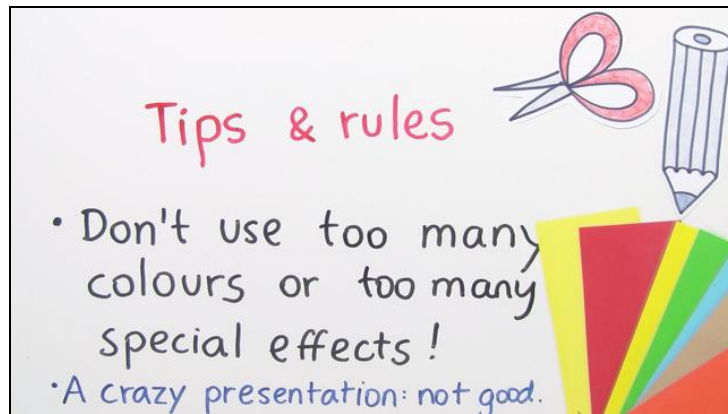 Tips & rules
• Don't use too many
colours or too many
special effects!
• A crazy presentation: not good.